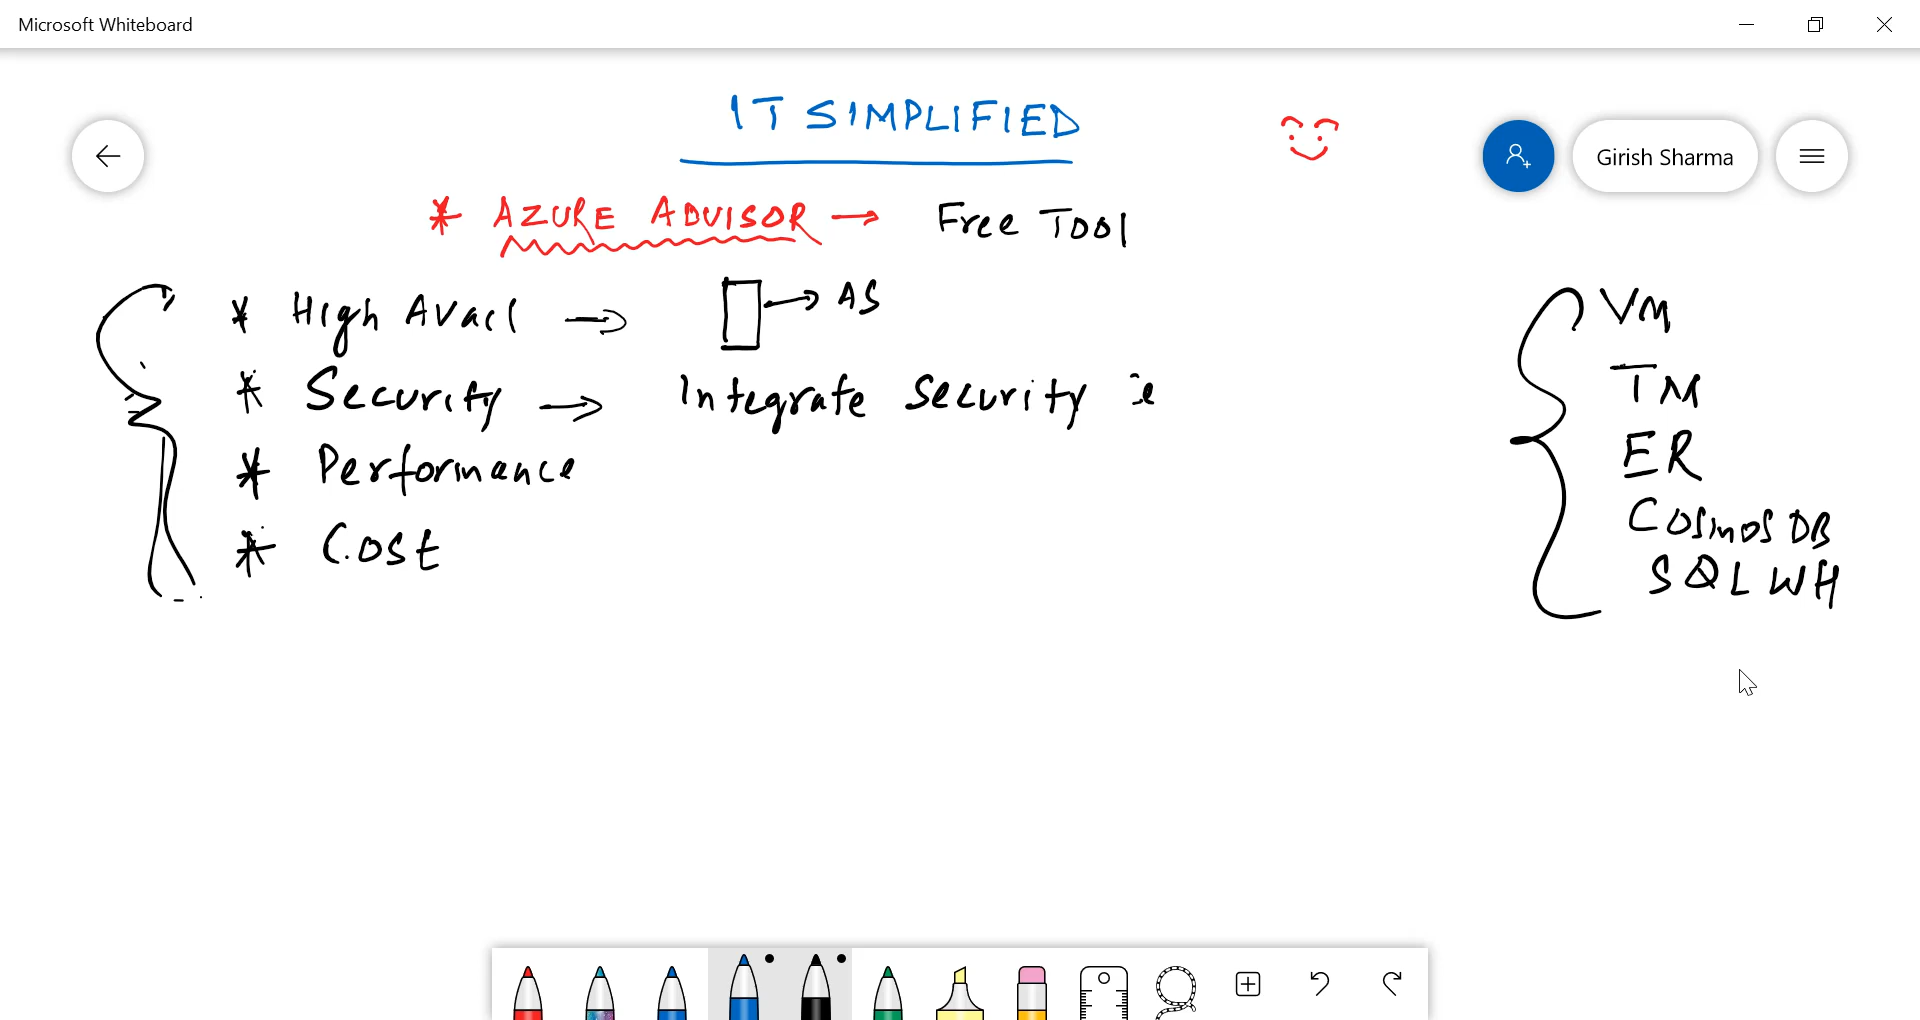 Microsoft Whiteboard
IT SIMPLIFIED
Girish Sharma
* AZURE ADVISOR → Free Tool
* High Avail → → AS
* Security → Integrate Security
* Performance
* Cost
VM
TM
ER
COSMOS DB
SQL WH